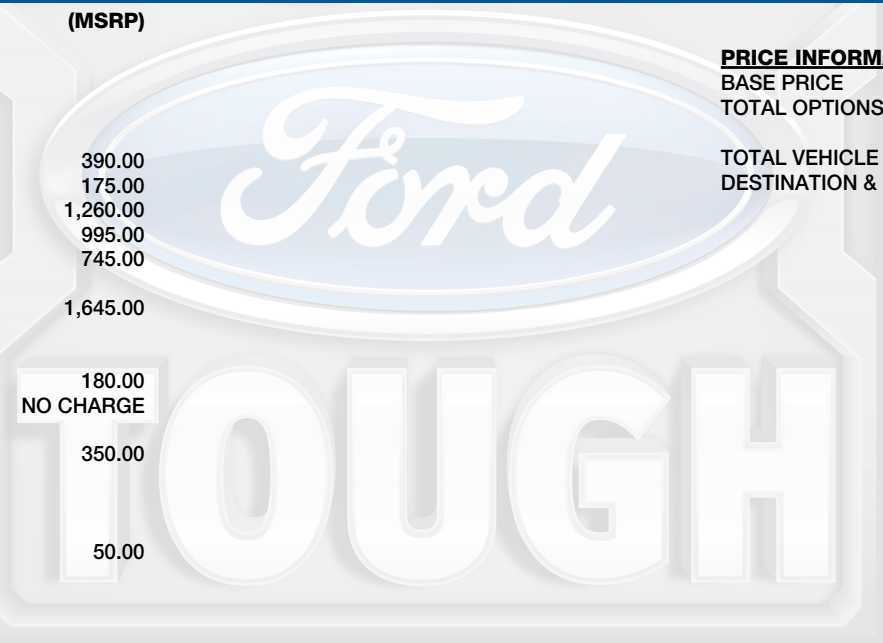 (MSRP)
PRICE INFORMA
BASE PRICE
TOTAL OPTIONS
TOTAL VEHICLE
DESTINATION &
390.00
175.00
1,260.00
995.00
745.00
1,645.00
180.00
NO CHARGE
350.00
50.00
Ford
TOUGH